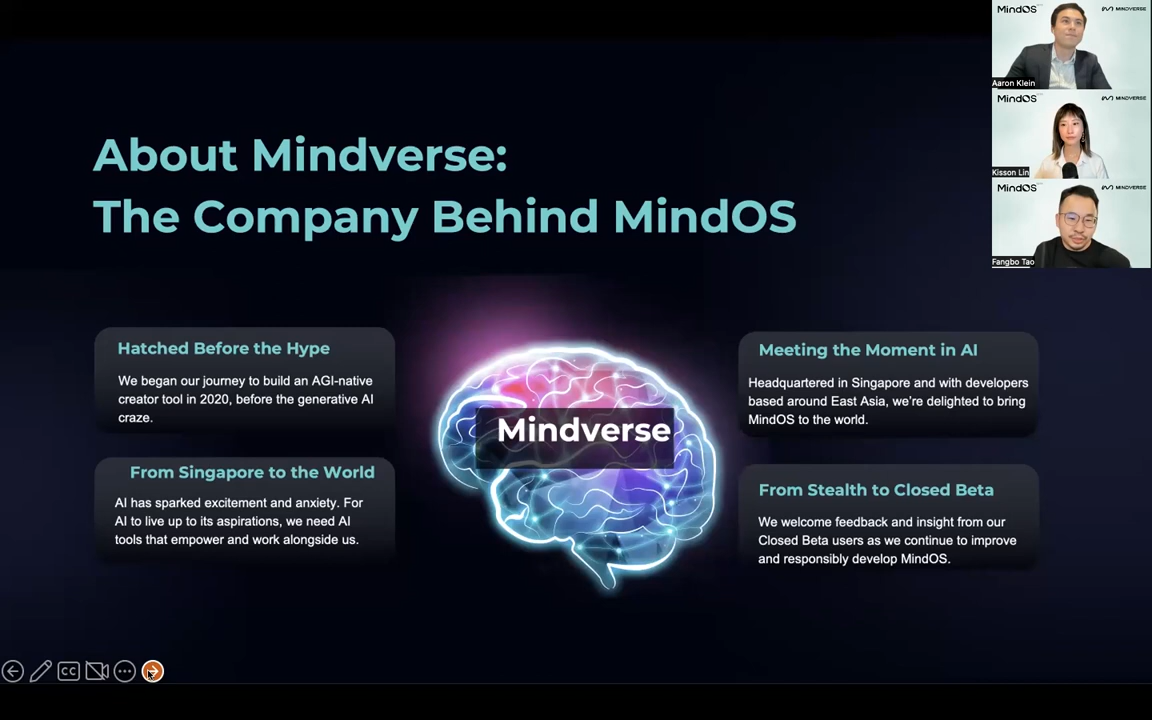 About Mindverse:
The Company Behind MindOS
Hatched Before the Hype
We began our journey to build an AGI-native
creator tool in 2020, before the generative AI
craze.
From Singapore to the World
AI has sparked excitement and anxiety. For
AI to live up to its aspirations, we need AI
tools that empower and work alongside us.
Mindverse
Meeting the Moment in AI
Headquartered in Singapore and with developers
based around East Asia, we're delighted to bring
MindOS to the world.
From Stealth to Closed Beta
We welcome feedback and insight from our
Closed Beta users as we continue to improve
and responsibly develop MindOS.
MindOS
MINDVERSE
Aaron Klein
MindOS
MINDVERSE
Kisson Lin
MindOS
MINDVERSE
Fangbo Tao
CC